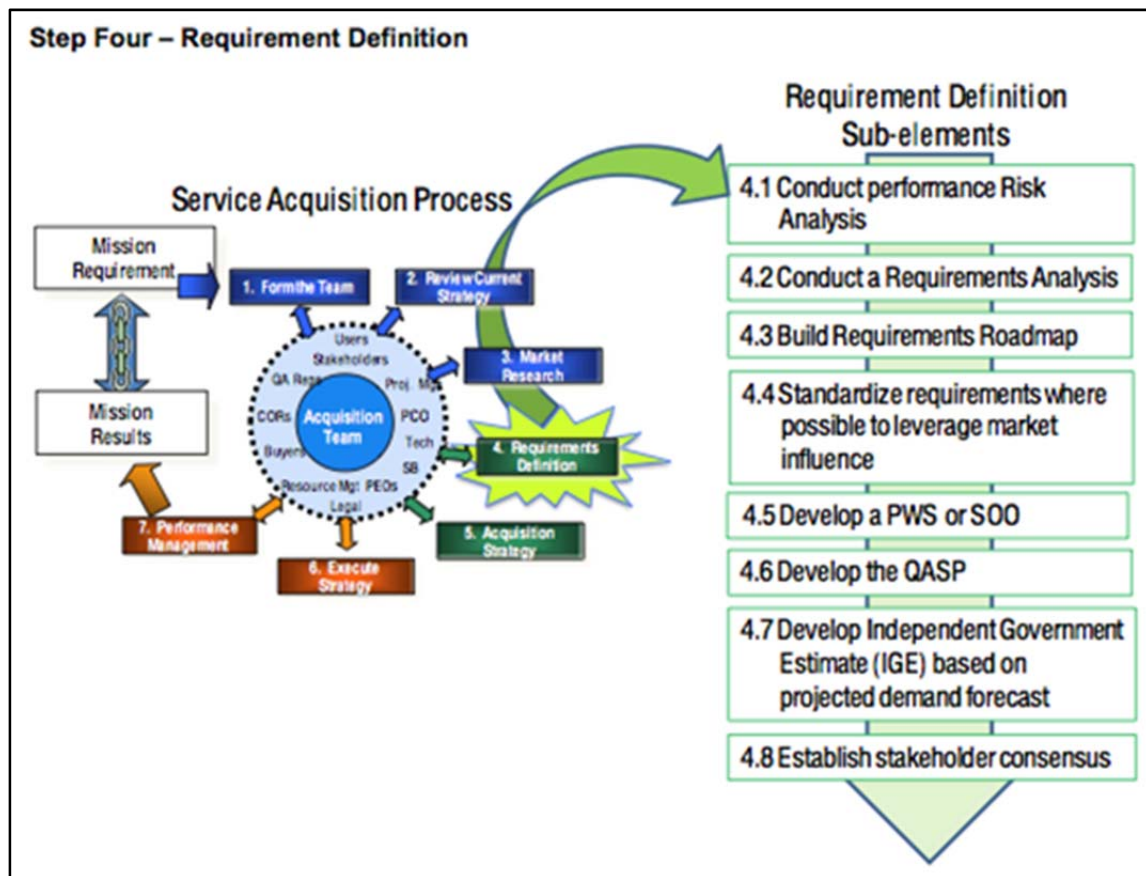 Step Four – Requirement Definition
Requirement Definition
Sub-elements
Service Acquisition Process
Mission
Requirement
Mission
Results
1. Formthe Team
2. Review Current
Strategy
3. Market
Research
4. Requirements
Definition
5. Acquisition
Strategy
6. Execute
Strategy
7. Performance
Management
Users
Stakeholders
QA Reps
Proj. Mg
CORs
PCO
Acquisition
Team
Tech
Buyers
SB
Resource Mgt PEOs
Legal
4.1 Conduct performance Risk
Analysis
4.2 Conduct a Requirements Analysis
4.3 Build Requirements Roadmap
4.4 Standardize requirements where
possible to leverage market
influence
4.5 Develop a PWS or SOO
4.6 Develop the QASP
4.7 Develop Independent Government
Estimate (IGE) based on
projected demand forecast
4.8 Establish stakeholder consensus